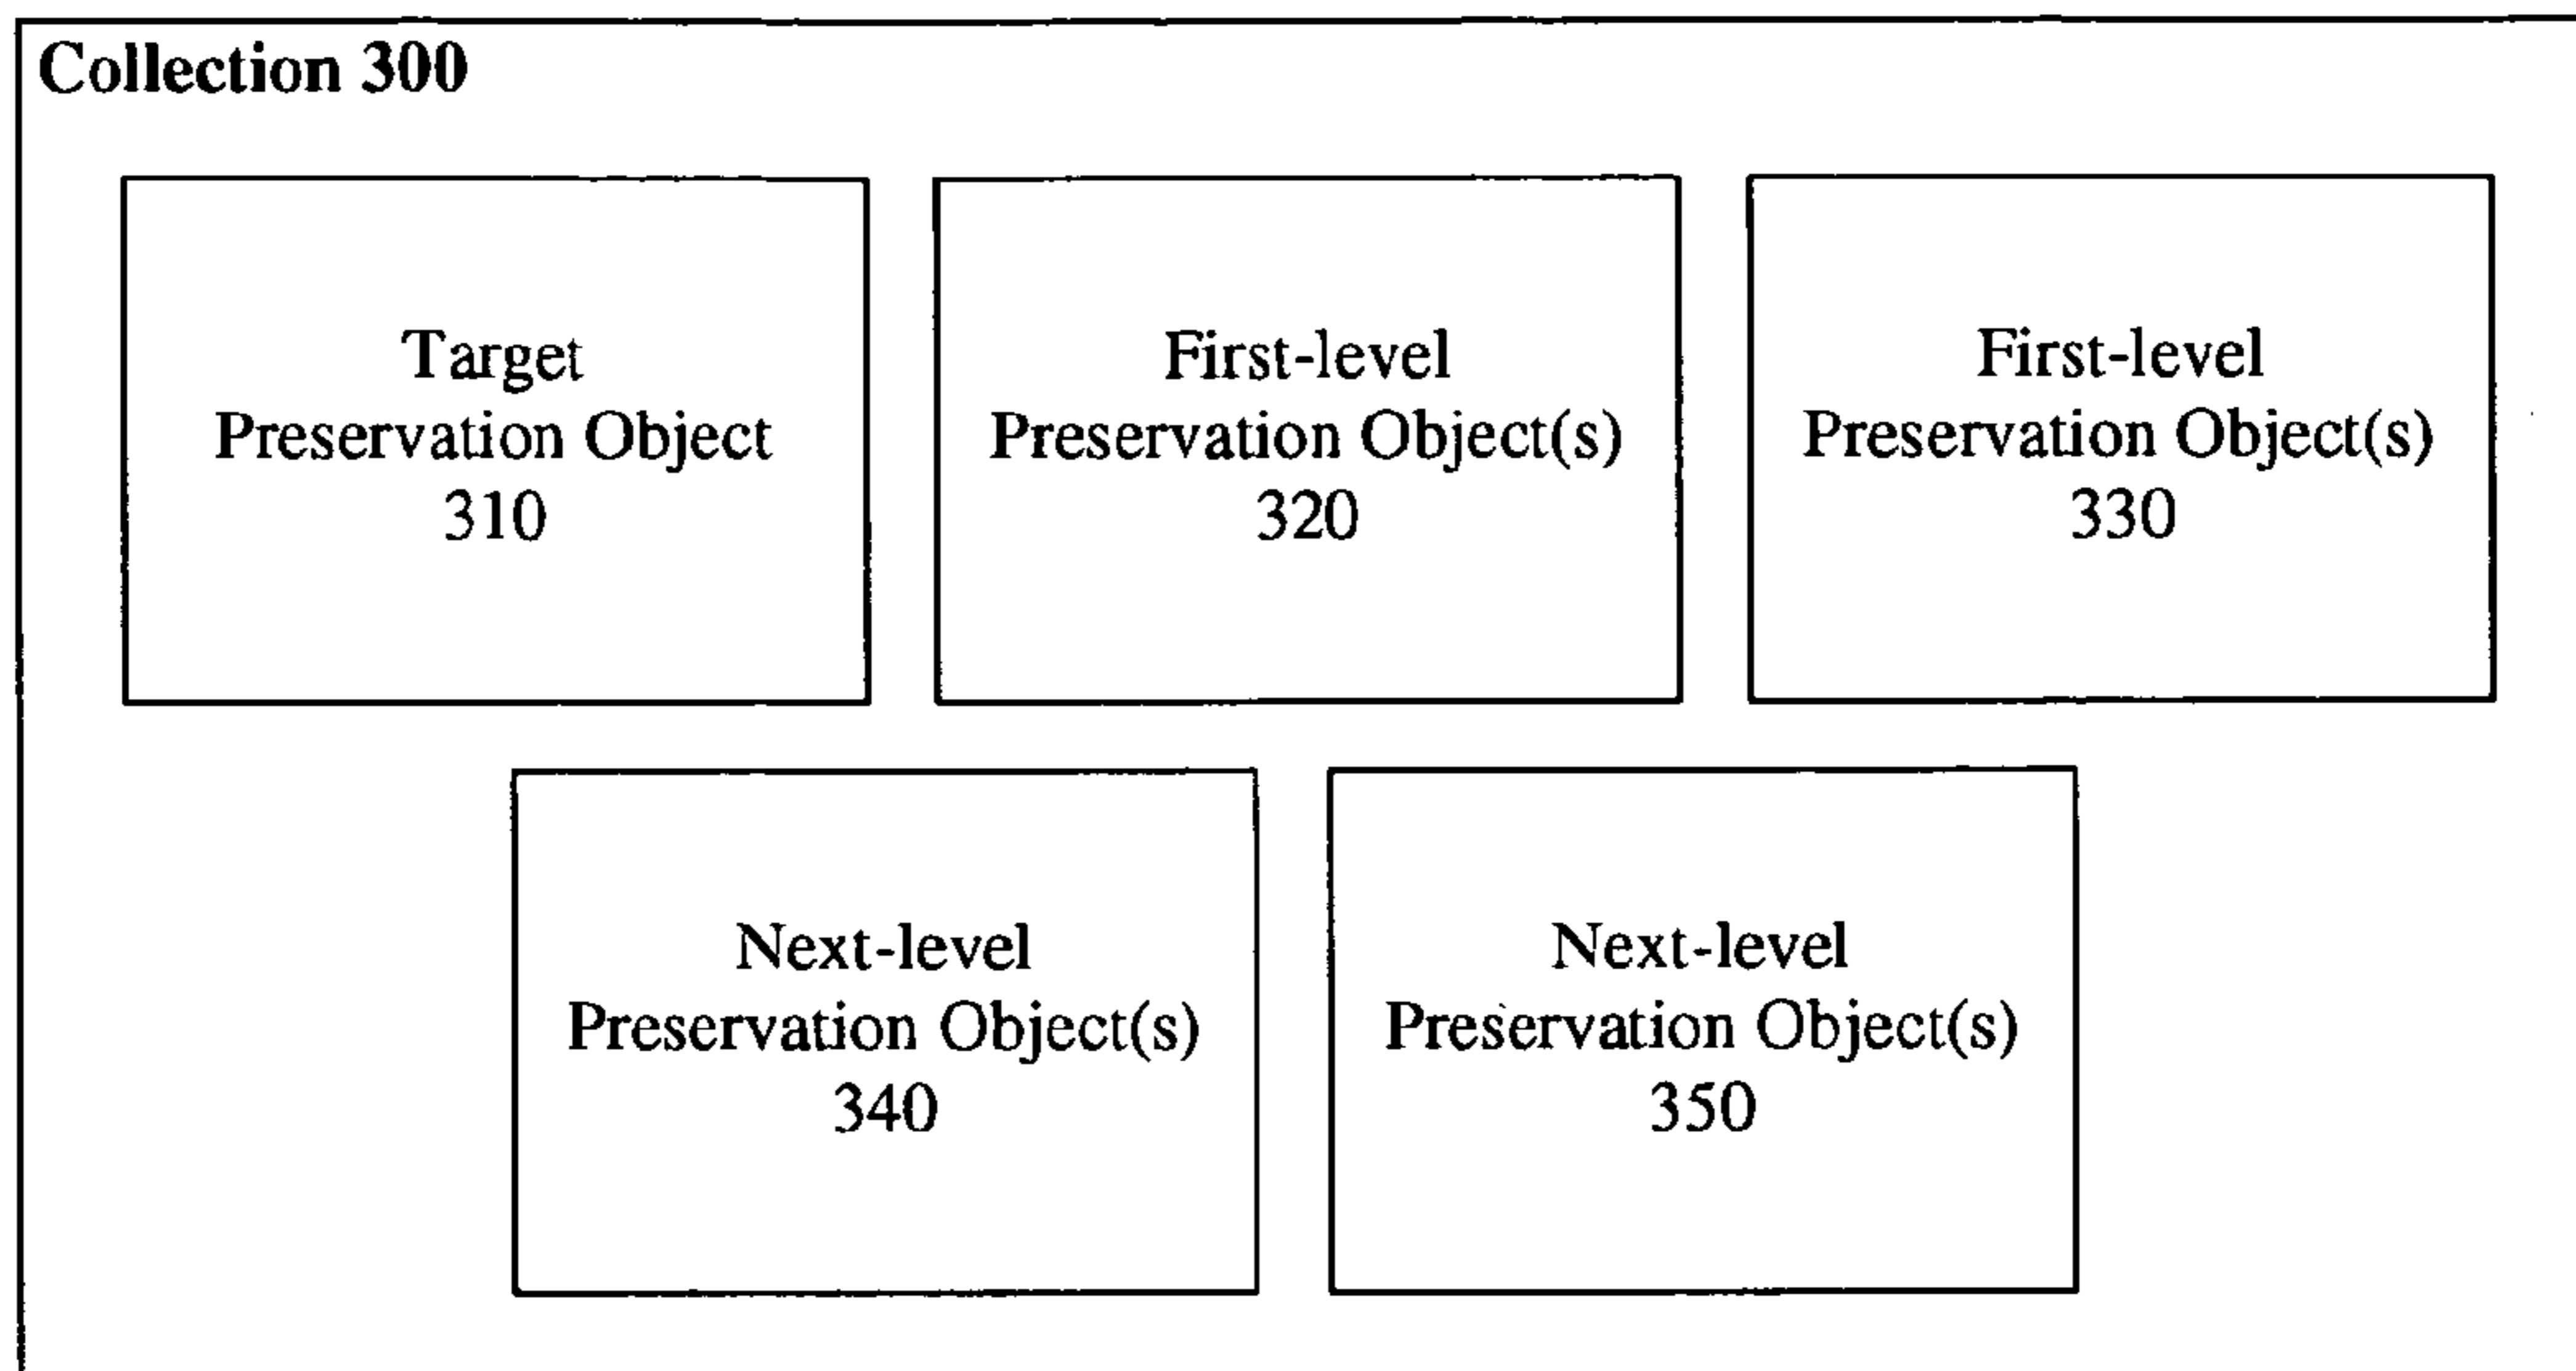 Collection 300
Target
Preservation Object
310
First-level
Preservation Object(s)
320
First-level
Preservation Object(s)
330
Next-level
Preservation Object(s)
340
Next-level
Preservation Object(s)
350